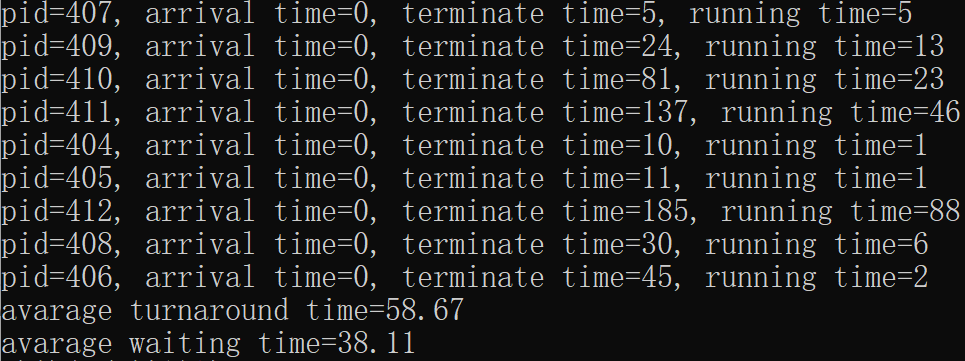 pid=407, arrival time=0, terminate time=5, running time=5
pid=409, arrival time=0, terminate time=24, running time=13
pid=410, arrival time=0, terminate time=81, running time=23
pid=411, arrival time=0, terminate time=137, running time=46
pid=404, arrival time=0, terminate time=10, running time=1
pid=405, arrival time=0, terminate time=11, running time=1
pid=412, arrival time=0, terminate time=185, running time=88
pid=408, arrival time=0, terminate time=30, running time=6
pid=406, arrival time=0, terminate time=45, running time=2
avarage turnaround time=58.67
avarage waiting time=38.11